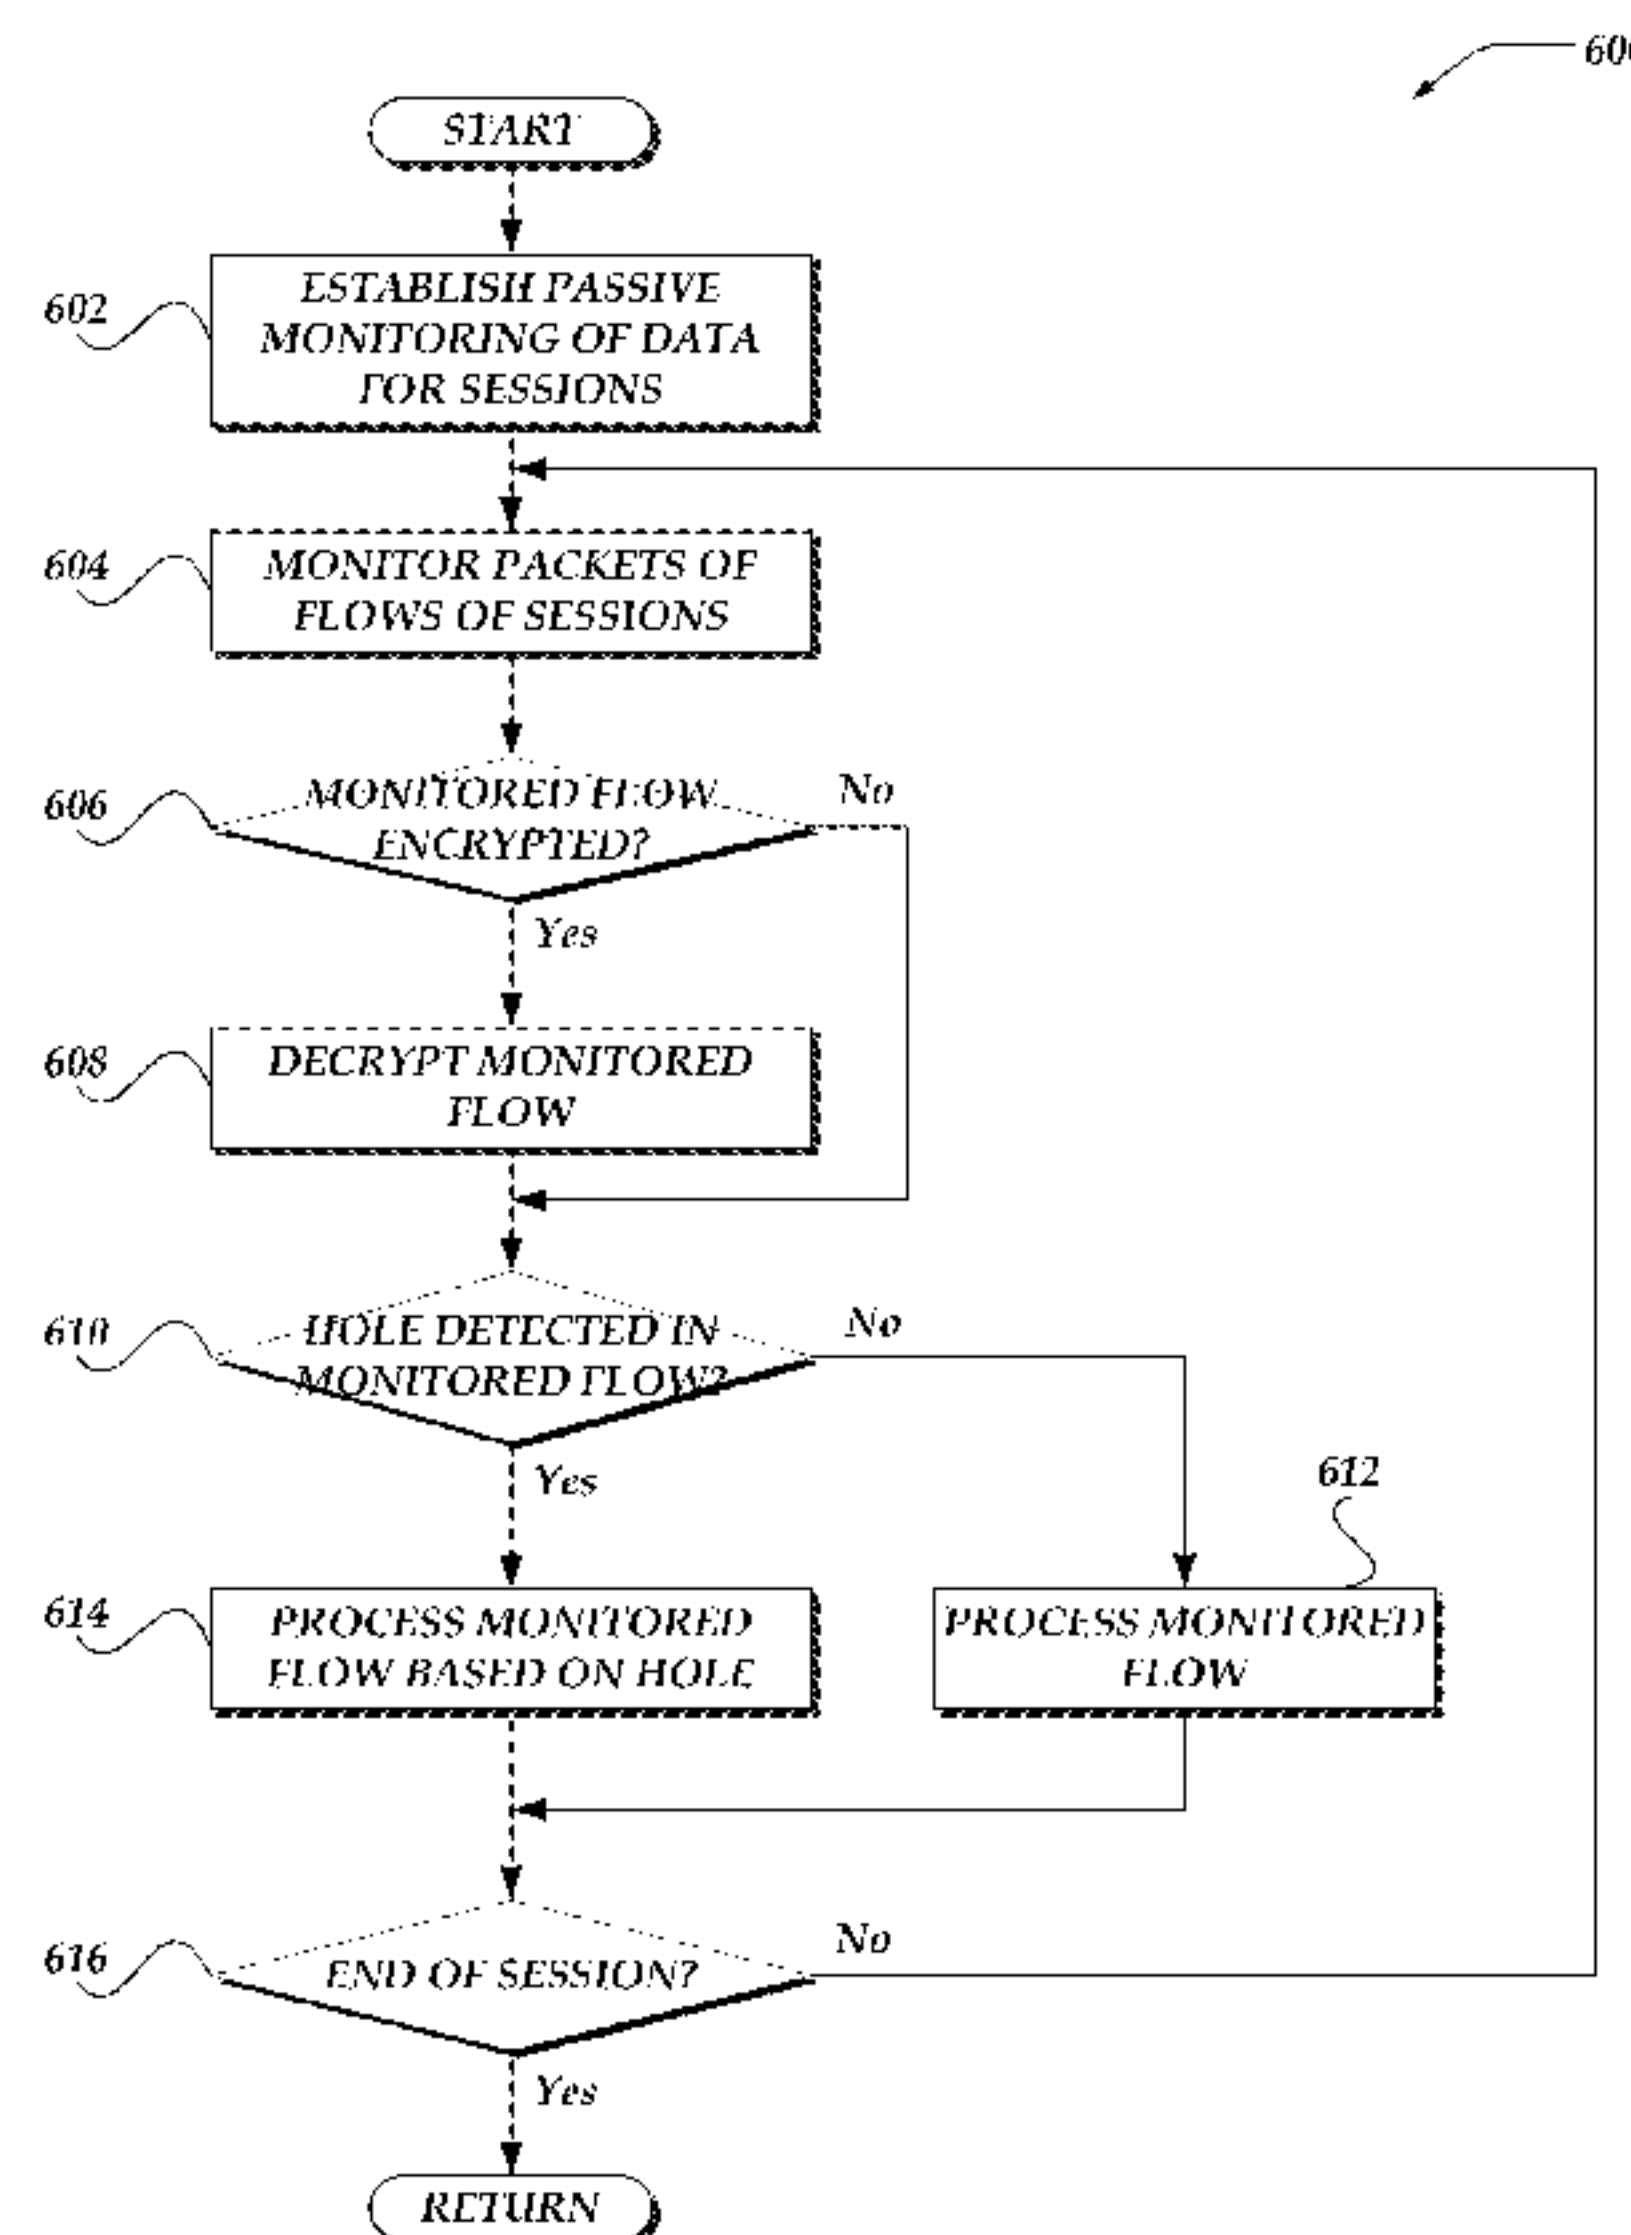 START
602
ESTABLISH PASSIVE
MONITORING OF DATA
FOR SESSIONS
604
MONITOR PACKETS OF
FLOWS OF SESSIONS
606
MONITORED FLOW
ENCRYPTED?
No
Yes
608
DECRYPT MONITORED
FLOW
610
HOLE DETECTED IN
MONITORED FLOW?
No
Yes
612
614
PROCESS MONITORED
FLOW BASED ON HOLE
PROCESS MONITORED
FLOW
616
END OF SESSION?
No
Yes
RETURN